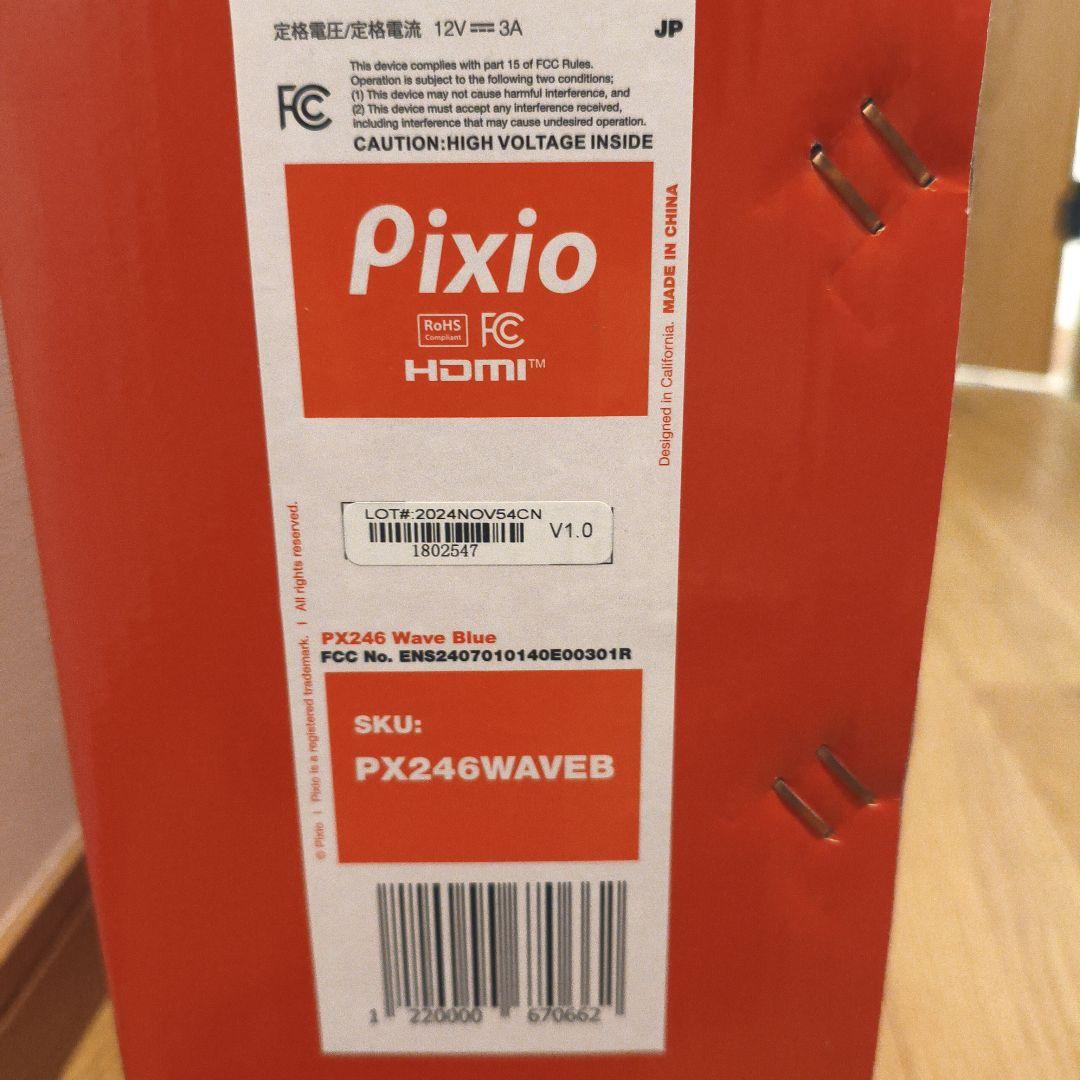 定格電圧/定格電流 12V⎓3A
JP
FC
This device complies with part 15 of FCC Rules.
Operation is subject to the following two conditions;
(1) This device may not cause harmful interference, and
(2) This device must accept any interference received,
including interference that may cause undesired operation.
CAUTION:HIGH VOLTAGE INSIDE
Pixio
RoHS
Compliant
FC
HDMI™
Designed in California. MADE IN CHINA
LOT#:2024NOV54CN
V1.0
1802547
© Pixio | Pixio is a registered trademark. | All rights reserved.
PX246 Wave Blue
FCC No. ENS2407010140E00301R
SKU:
PX246WAVEB
1 220000 670662